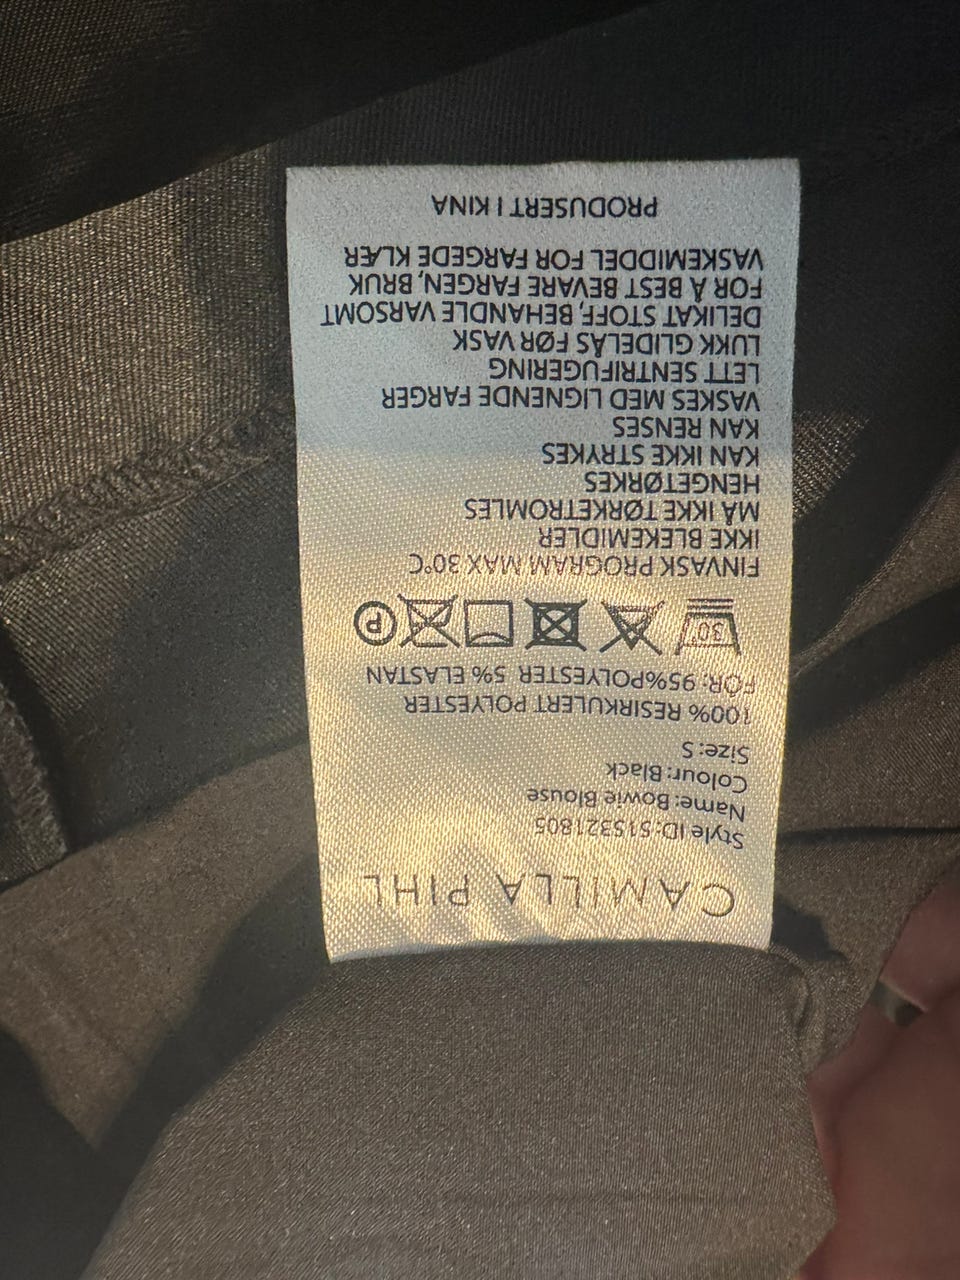 CAMILLA PIHL
Style ID:515321805
Name: Bowie Blouse
Colour: Black
Size: S
100% RESIRKULERT POLYESTER
FÔR: 95%POLYESTER 5% ELASTAN
30° P
FINVASK PROGRAM MAX 30°C
IKKE BLEKEMIDLER
MÅ IKKE TØRKETROMLES
HENGETØRKES
KAN IKKE STRYKES
KAN RENSES
VASKES MED LIGNENDE FARGER
LETT SENTRIFUGERING
LUKK GLIDELÅS FØR VASK
DELIKAT STOFF, BEHANDLE VARSOMT
FOR Å BEST BEVARE FARGEN, BRUK
VASKEMIDDEL FOR FARGEDE KLÆR
PRODUSERT I KINA